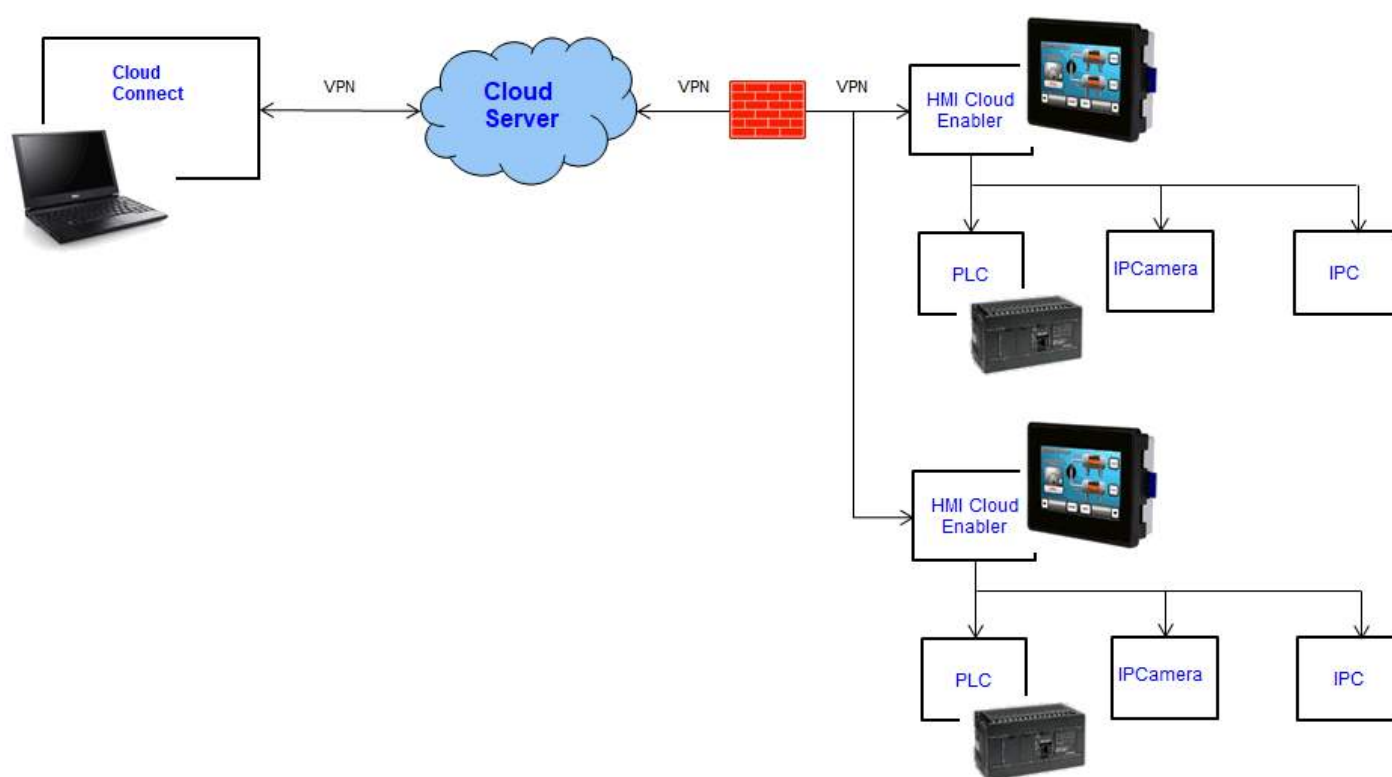 Cloud
Connect
VPN
Cloud
Server
VPN
VPN
HMI Cloud
Enabler
PLC
IPCamera
IPC
HMI Cloud
Enabler
PLC
IPCamera
IPC